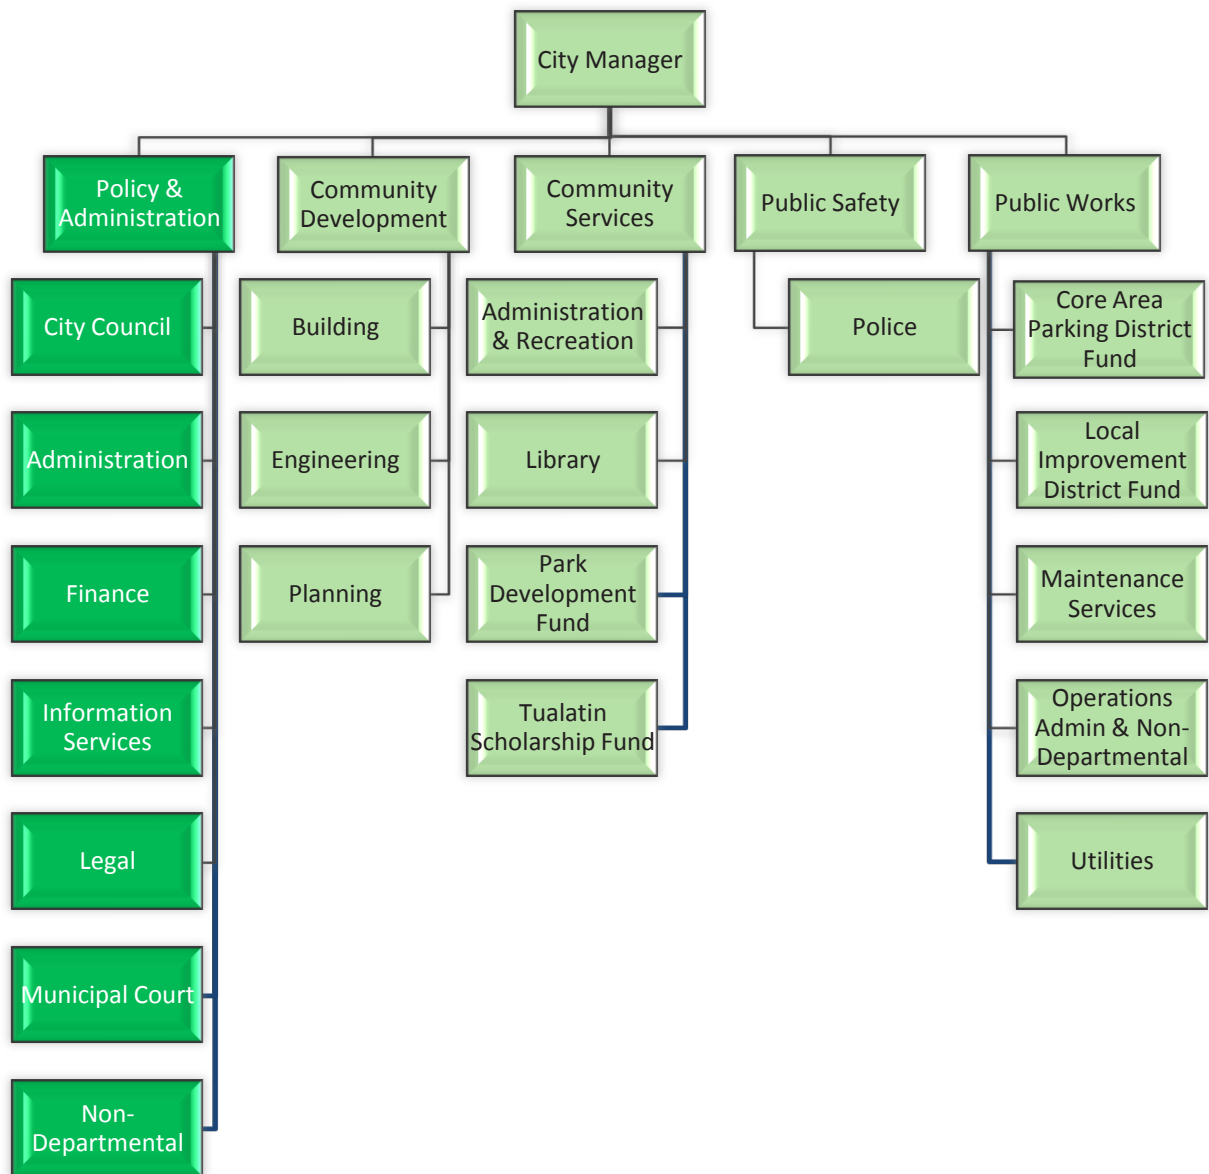 City Manager
Policy &
Administration
Community
Development
Community
Services
Public Safety
Public Works
City Council
Administration
Finance
Information
Services
Legal
Municipal Court
Non-
Departmental
Building
Engineering
Planning
Administration
& Recreation
Library
Park
Development
Fund
Tualatin
Scholarship Fund
Police
Core Area
Parking District
Fund
Local
Improvement
District Fund
Maintenance
Services
Operations
Admin & Non-
Departmental
Utilities